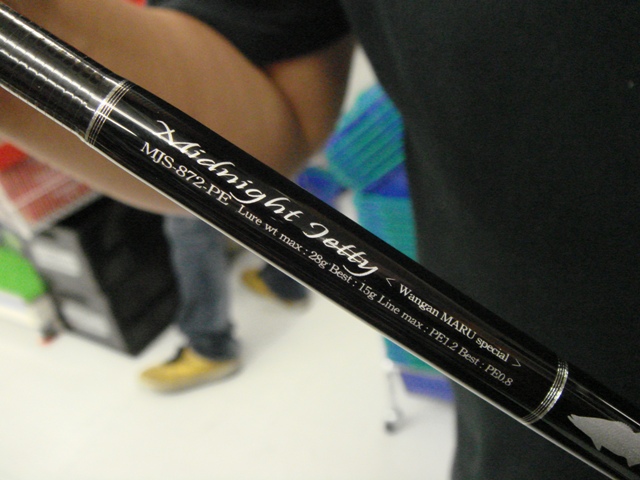 Midnight Jetty < Wangan MARU special >
MJS-872-PE Lure wt max : 28g Best : 15g Line max : PE1.2 Best : PE0.8